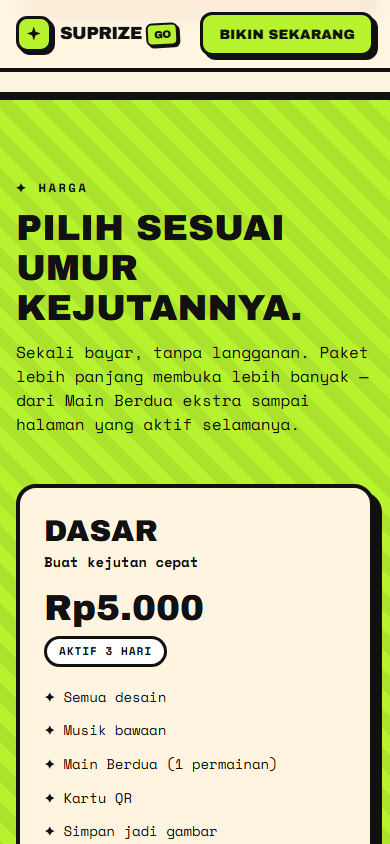 ✦ SUPRIZE GO
BIKIN SEKARANG
✦ HARGA
PILIH SESUAI
UMUR
KEJUTANNYA.
Sekali bayar, tanpa langganan. Paket
lebih panjang membuka lebih banyak —
dari Main Berdua ekstra sampai
halaman yang aktif selamanya.
DASAR
Buat kejutan cepat
Rp5.000
AKTIF 3 HARI
✦ Semua desain
✦ Musik bawaan
✦ Main Berdua (1 permainan)
✦ Kartu QR
✦ Simpan jadi gambar